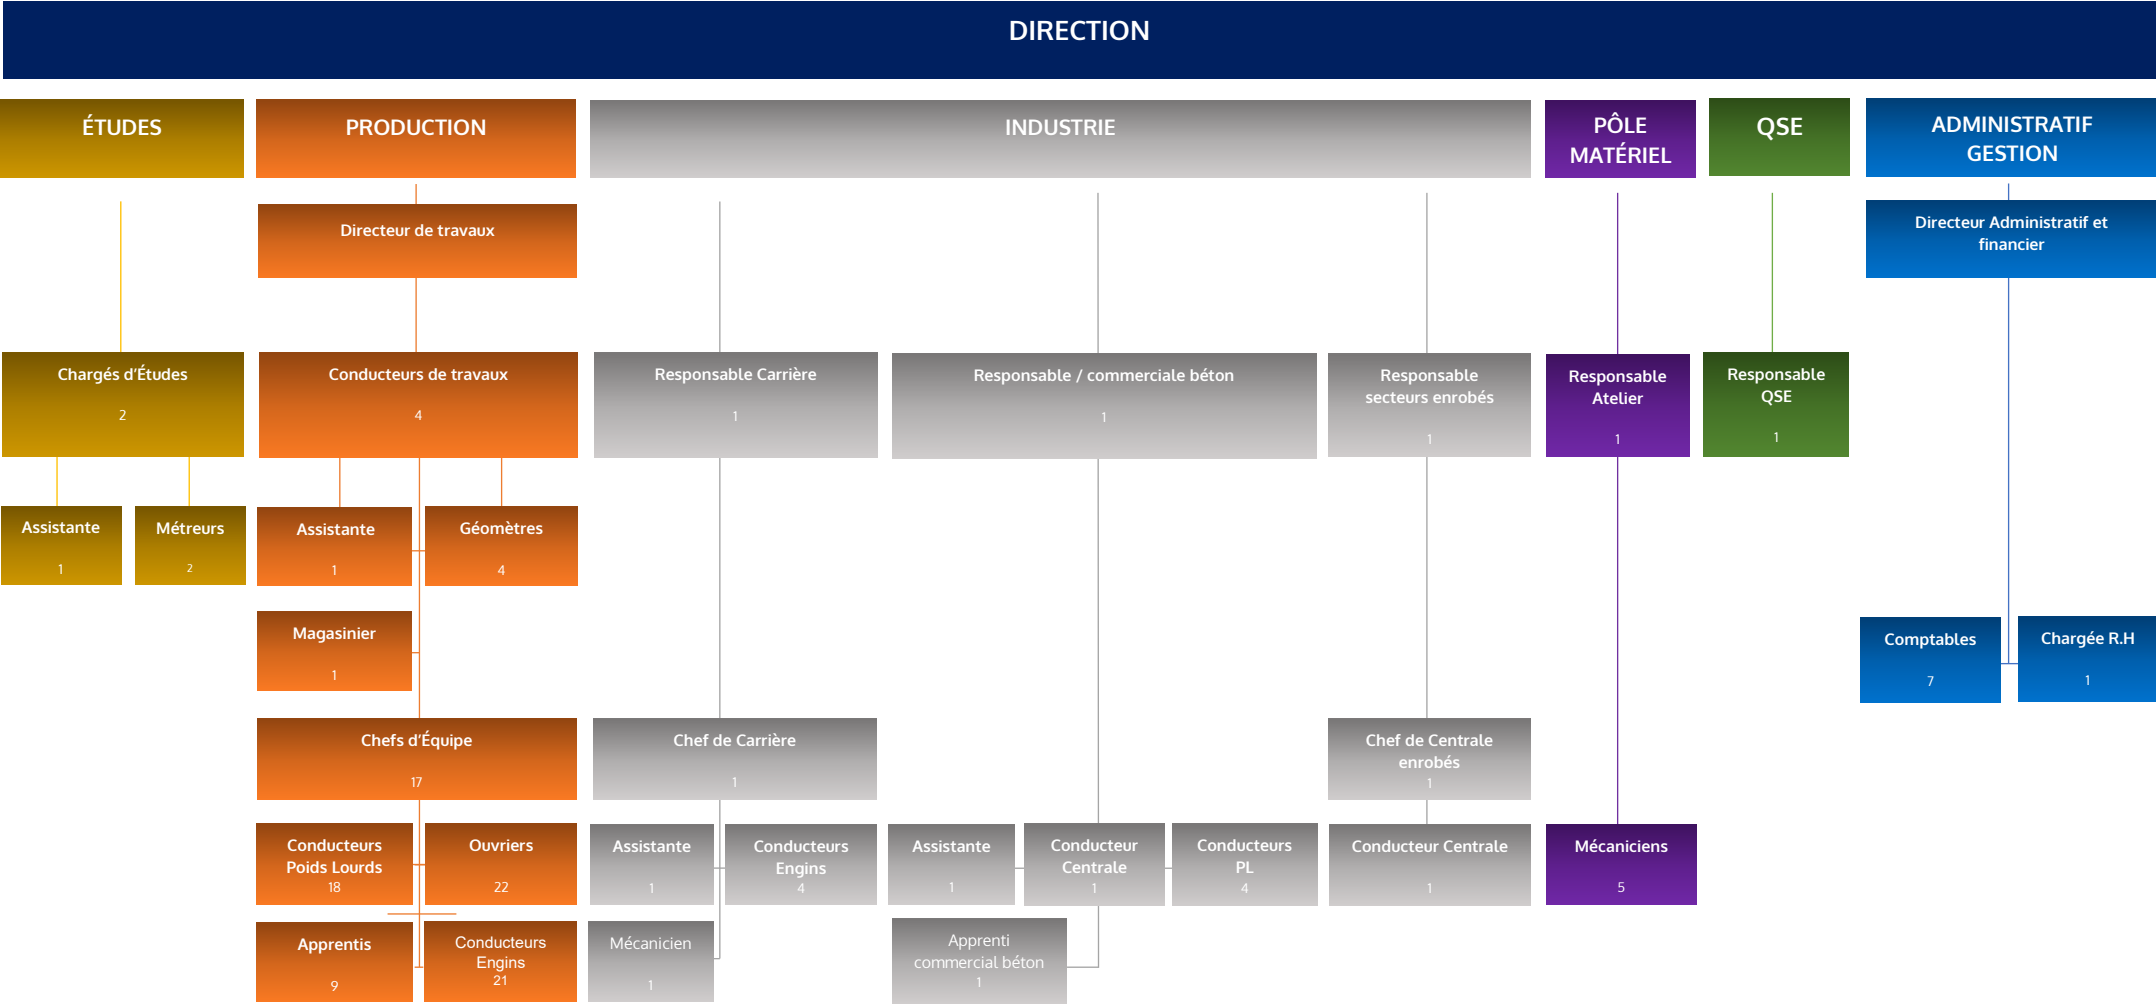 DIRECTION
ÉTUDES
PRODUCTION
INDUSTRIE
PÔLE
MATÉRIEL
QSE
ADMINISTRATIF
GESTION
Directeur de travaux
Directeur Administratif et
financier
Chargés d'Études
2
Conducteurs de travaux
4
Responsable Carrière
1
Responsable / commerciale béton
1
Responsable
secteurs enrobés
1
Responsable
Atelier
1
Responsable
QSE
1
Assistante
1
Métreurs
2
Assistante
1
Géomètres
4
Magasinier
1
Comptables
7
Chargée R.H
1
Chefs d'Équipe
17
Chef de Carrière
1
Chef de Centrale
enrobés
1
Conducteurs
Poids Lourds
18
Ouvriers
22
Assistante
1
Conducteurs
Engins
4
Assistante
1
Conducteur
Centrale
1
Conducteurs
PL
4
Conducteur Centrale
1
Mécaniciens
5
Apprentis
9
Conducteurs
Engins
21
Mécanicien
1
Apprenti
commercial béton
1